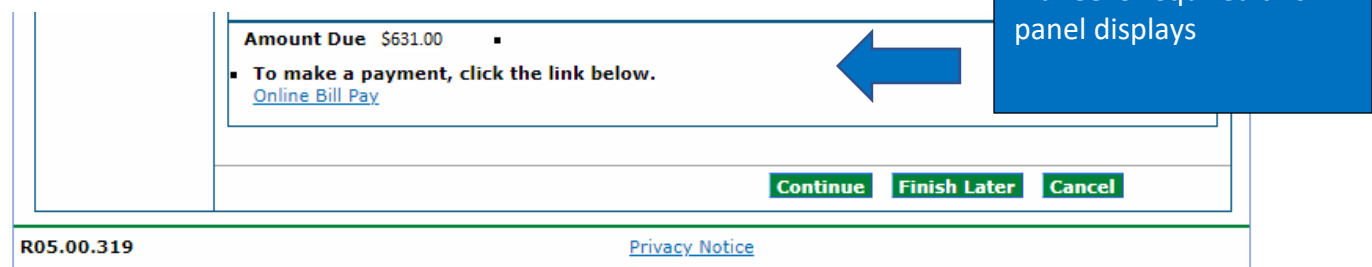 panel displays
Amount Due $631.00
To make a payment, click the link below.
Online Bill Pay
Continue Finish Later Cancel
R05.00.319 Privacy Notice